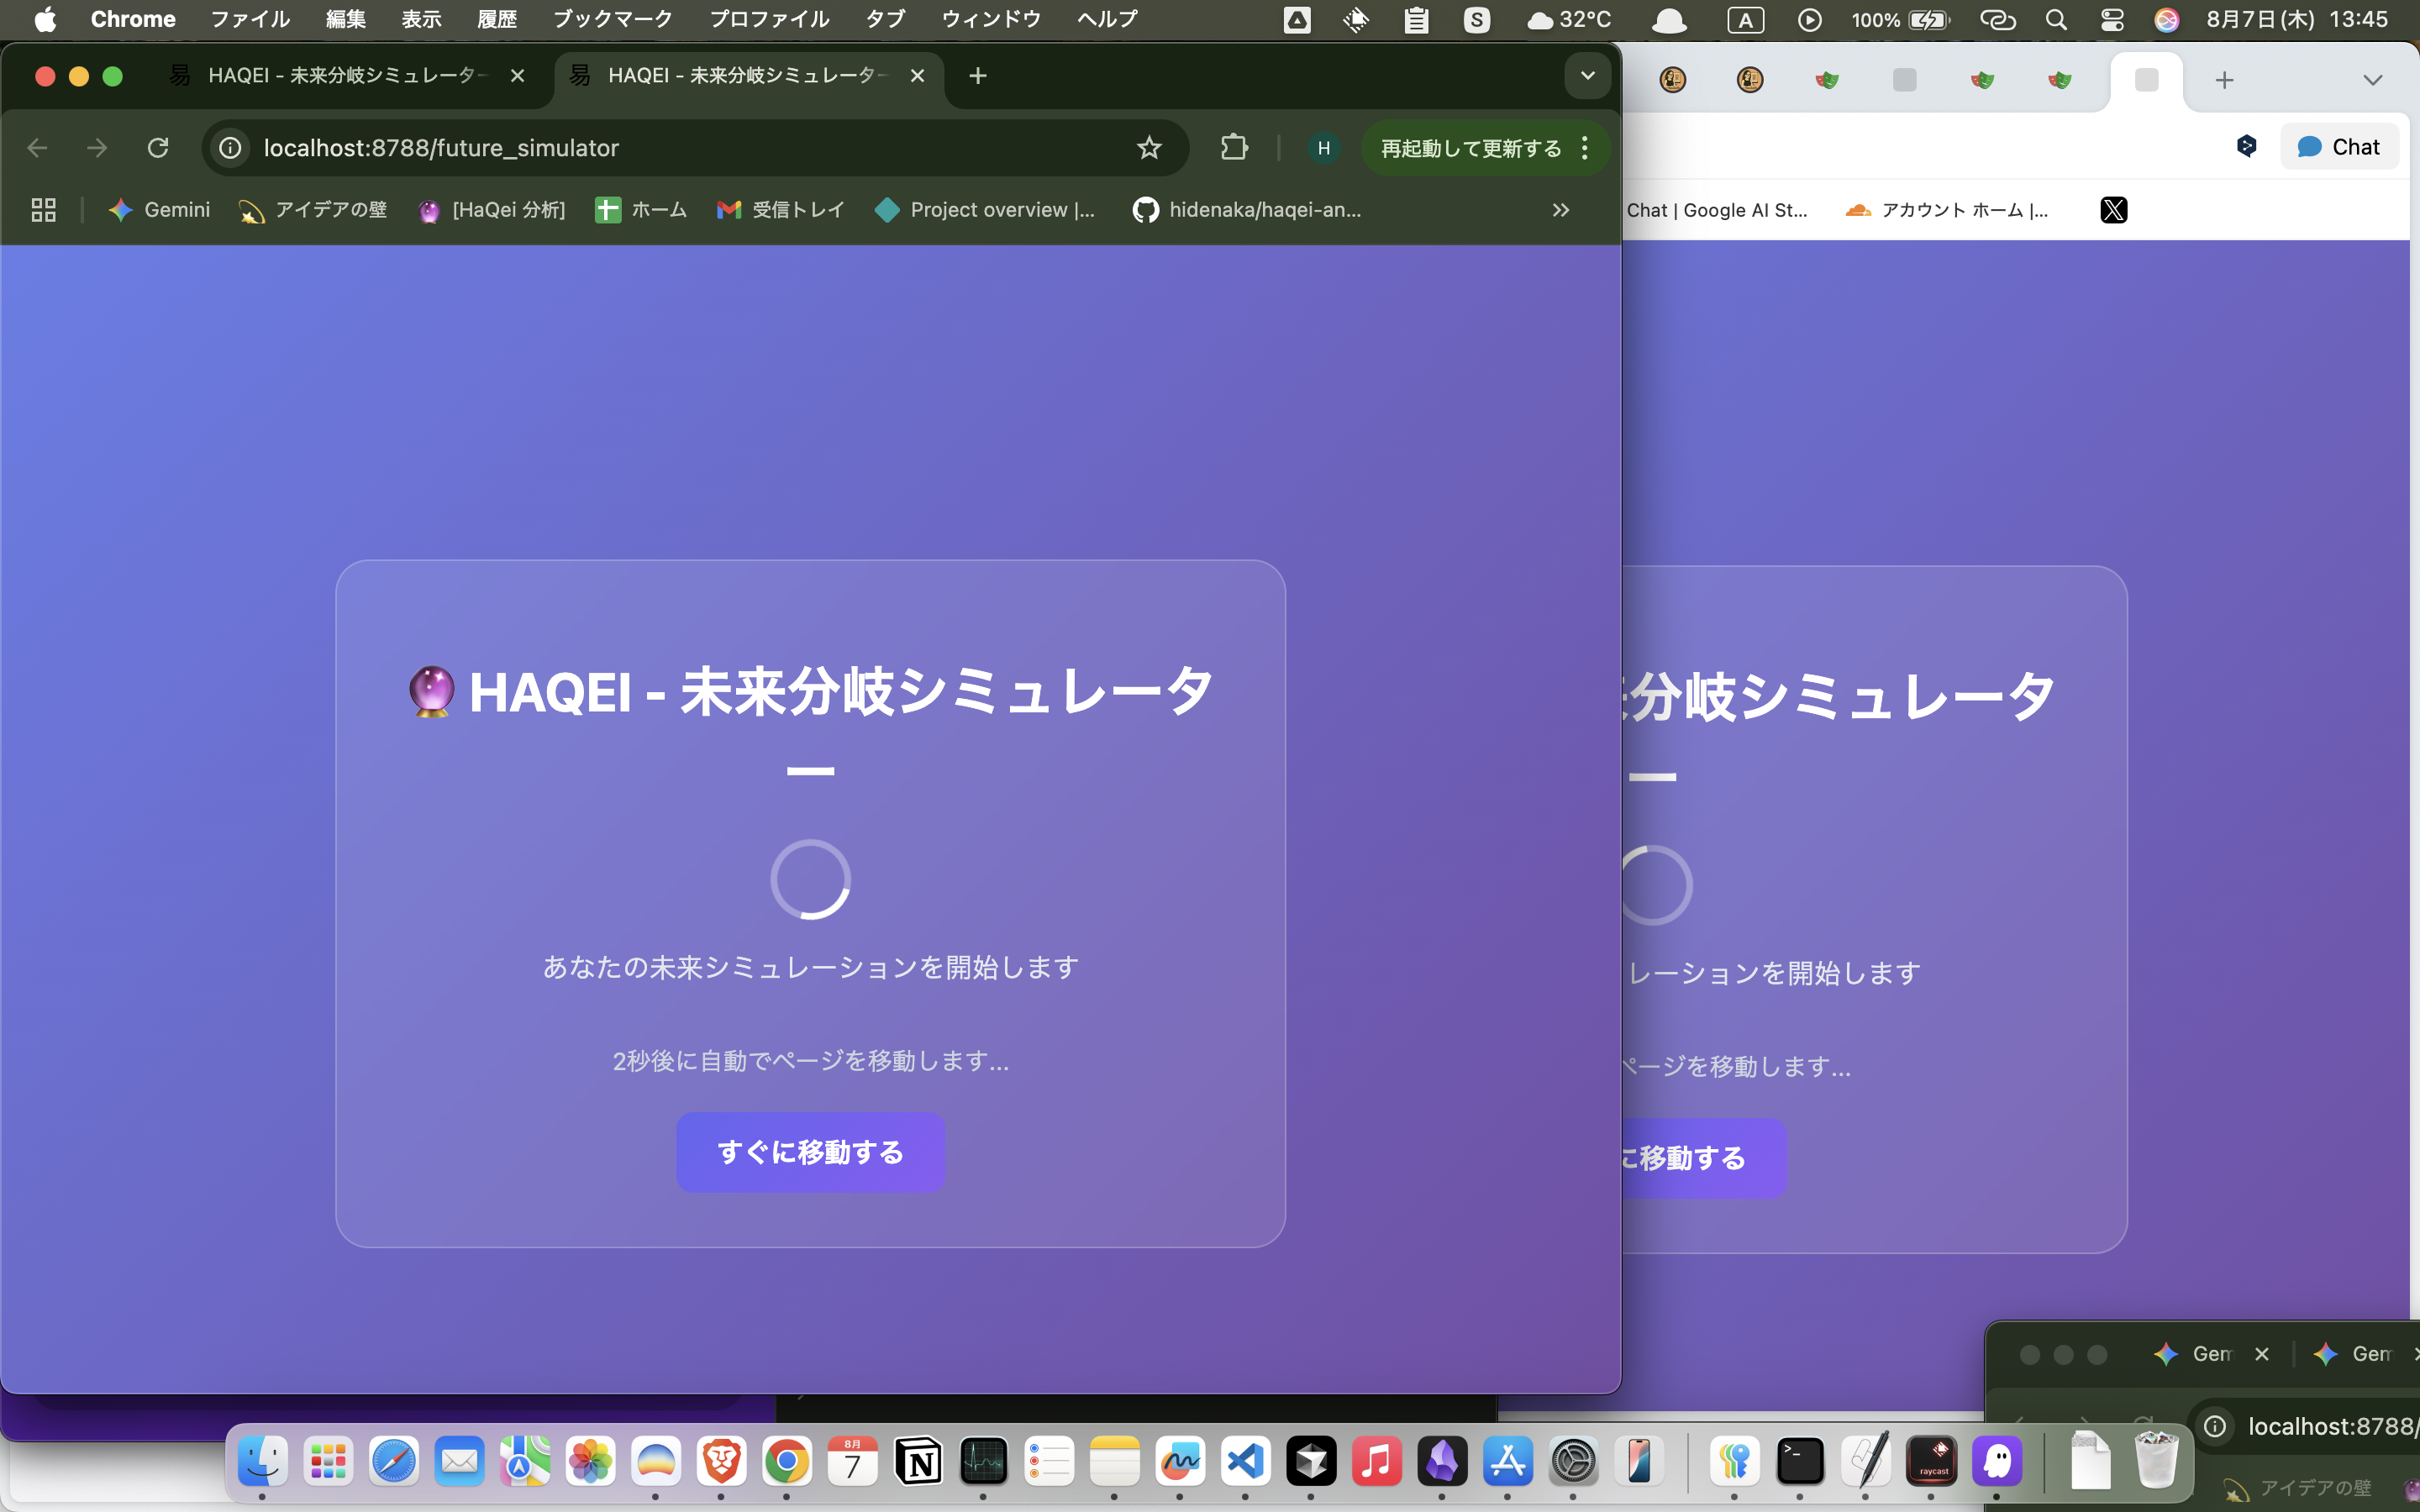 Chrome ファイル 編集 表示 履歴 ブックマーク プロファイル タブ ウィンドウ ヘルプ
S 32°C A 100% 8月7日(木) 13:45
易 HAQEI - 未来分岐シミュレーター
易 HAQEI - 未来分岐シミュレーター
localhost:8788/future_simulator
H 再起動して更新する
Chat
Gemini アイデアの壁 [HaQei 分析] ホーム 受信トレイ Project overview |... hidenaka/haqei-an...
Chat | Google AI St... アカウント ホーム |... X
HAQEI - 未来分岐シミュレータ
ー
あなたの未来シミュレーションを開始します
2秒後に自動でページを移動します...
すぐに移動する
分岐シミュレータ
ー
レーションを開始します
ページを移動します...
に移動する
Gem Gem
localhost:8788/
アイデアの壁
8月
7
N
>_
raycast